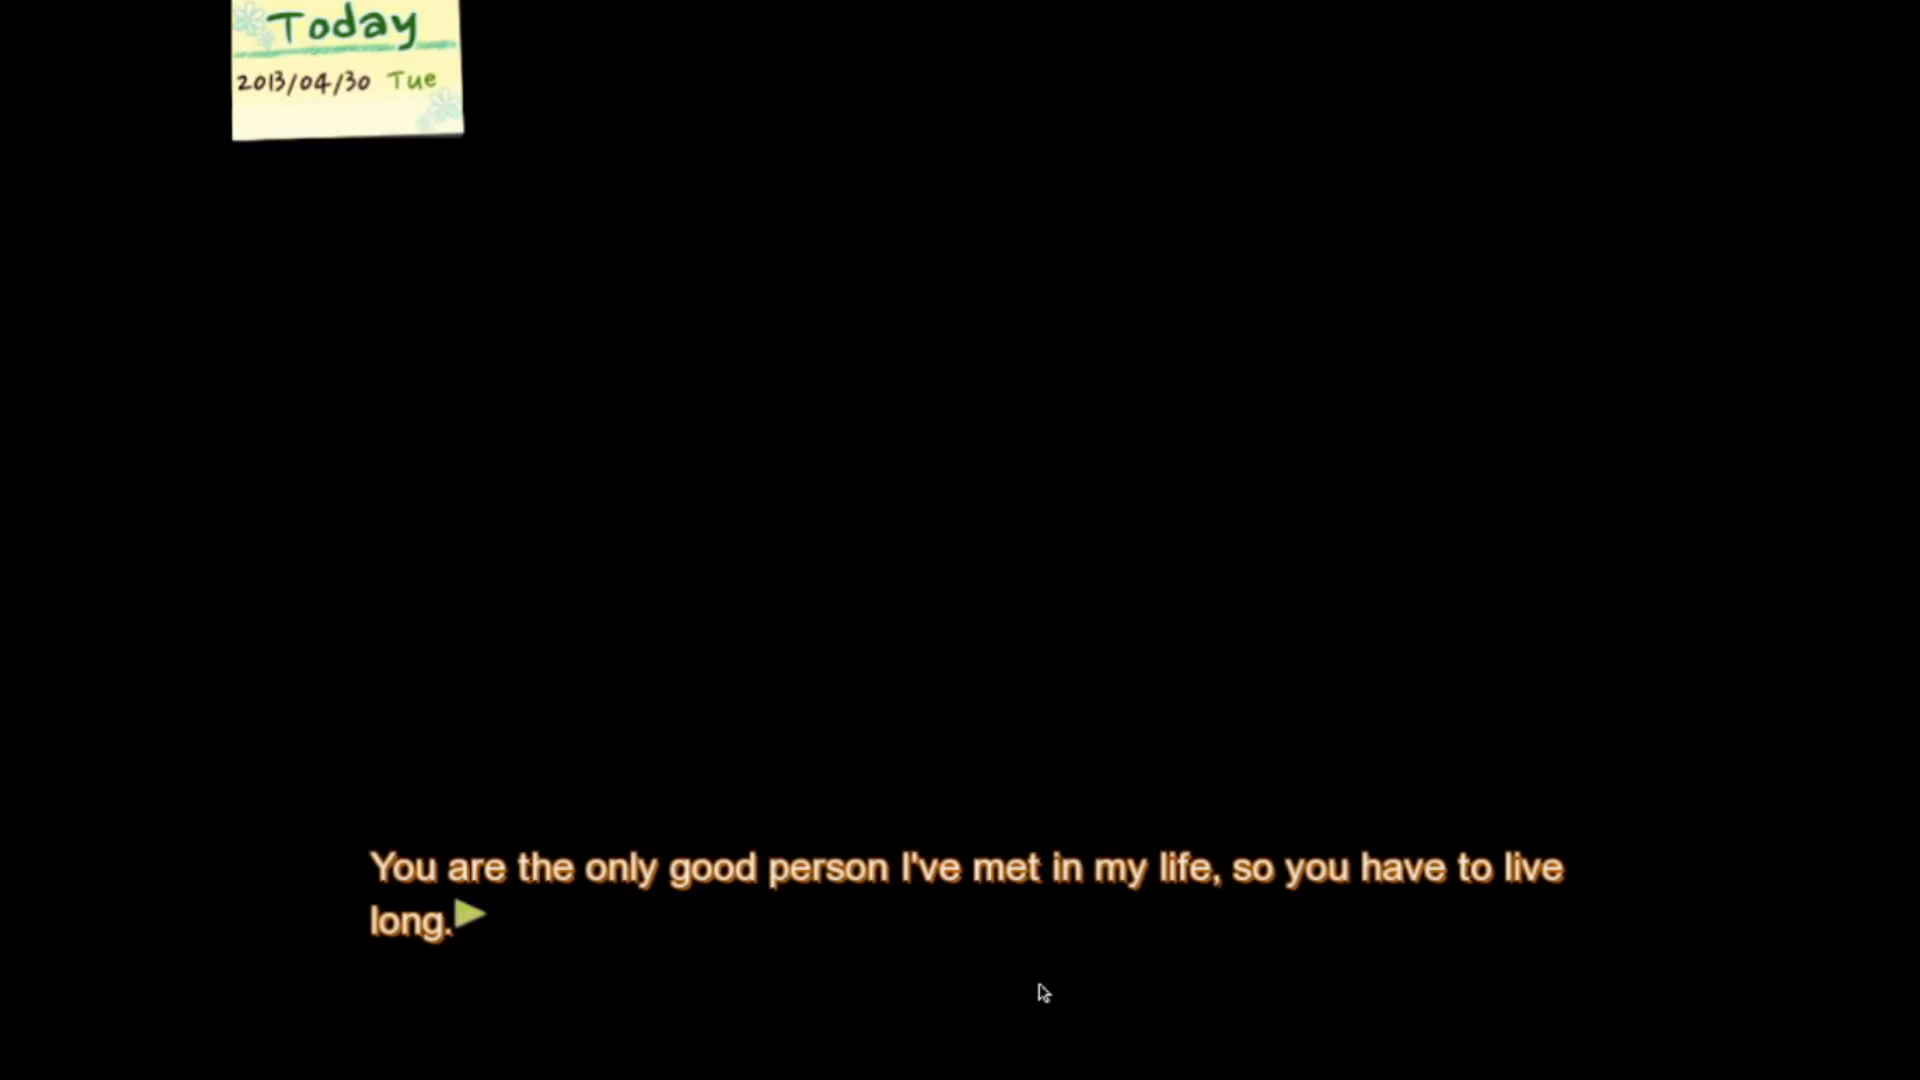 Today
2013/04/30 Tue
You are the only good person I've met in my life, so you have to live
long.